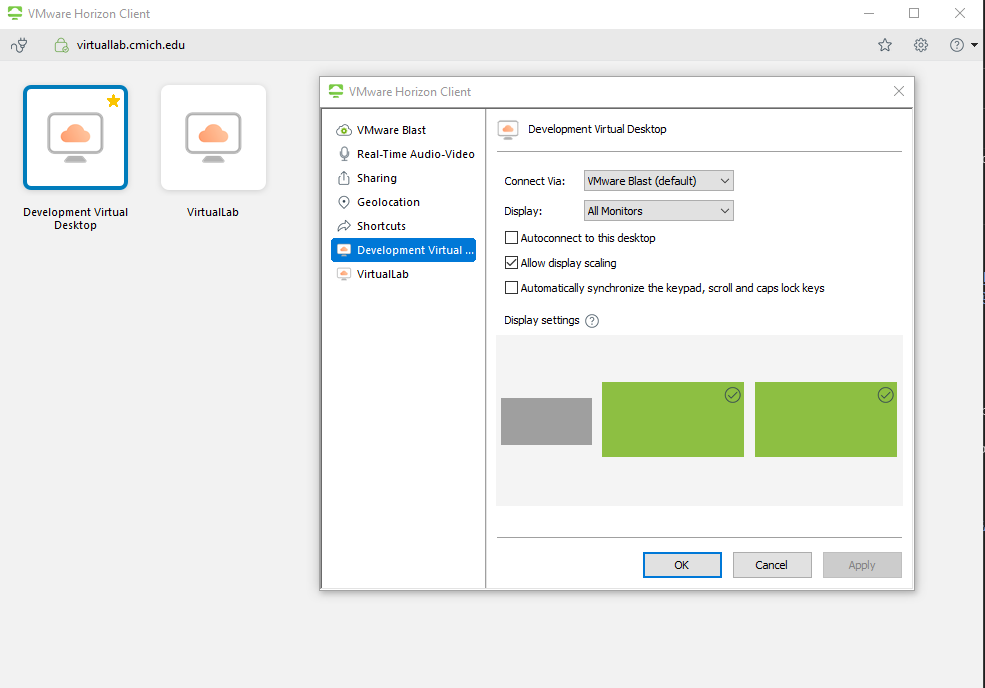 VMware Horizon Client
virtuallab.cmich.edu
Development Virtual
Desktop
VirtualLab
VMware Horizon Client
VMware Blast
Real-Time Audio-Video
Sharing
Geolocation
Shortcuts
Development Virtual ...
VirtualLab
Development Virtual Desktop
Connect Via: VMware Blast (default)
Display: All Monitors
Autoconnect to this desktop
Allow display scaling
Automatically synchronize the keypad, scroll and caps lock keys
Display settings ?
OK Cancel Apply